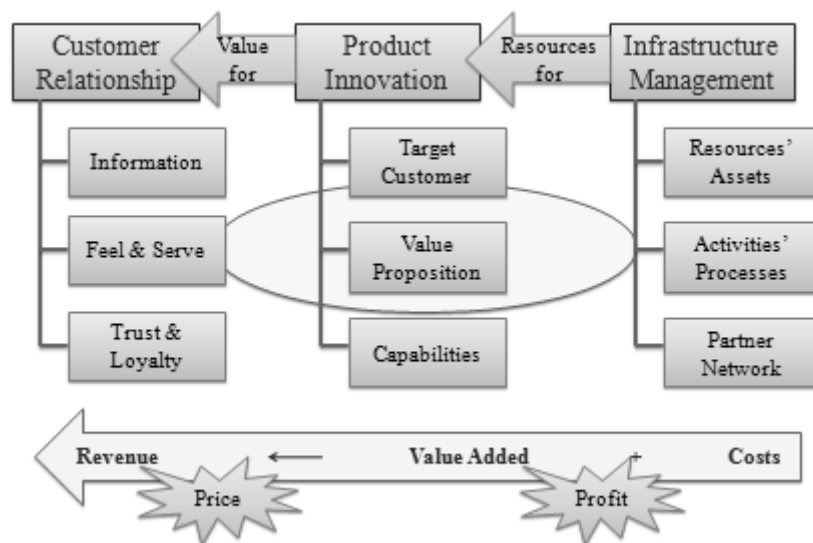 Customer
Relationship
Value
for
Product
Innovation
Resources
for
Infrastructure
Management
Information
Target
Customer
Resources’
Assets
Feel & Serve
Value
Proposition
Activities’
Processes
Trust &
Loyalty
Capabilities
Partner
Network
Revenue ← Value Added + Costs
Price
Profit